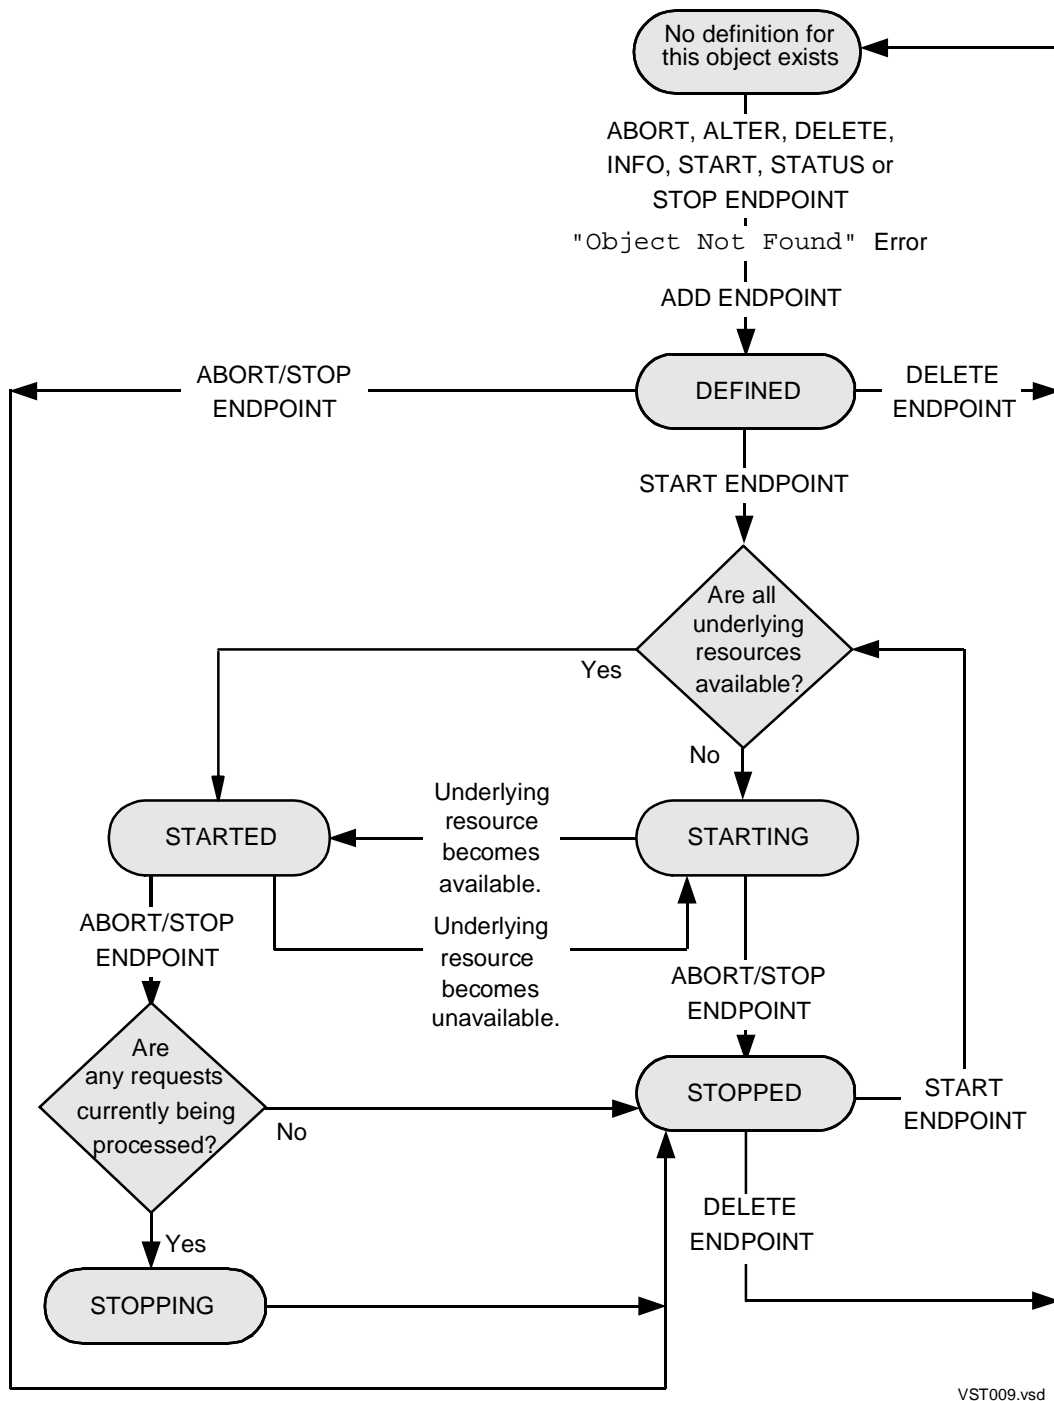 No definition for
this object exists
ABORT, ALTER, DELETE,
INFO, START, STATUS or
STOP ENDPOINT
"Object Not Found" Error
ADD ENDPOINT
ABORT/STOP
ENDPOINT
DEFINED
DELETE
ENDPOINT
START ENDPOINT
Are all
underlying
resources
available?
Yes
No
Underlying
resource
becomes
available.
STARTED
STARTING
ABORT/STOP
ENDPOINT
Underlying
resource
becomes
unavailable.
ABORT/STOP
ENDPOINT
Are
any requests
currently being
processed?
No
STOPPED
START
ENDPOINT
DELETE
ENDPOINT
Yes
STOPPING
VST009.vsd